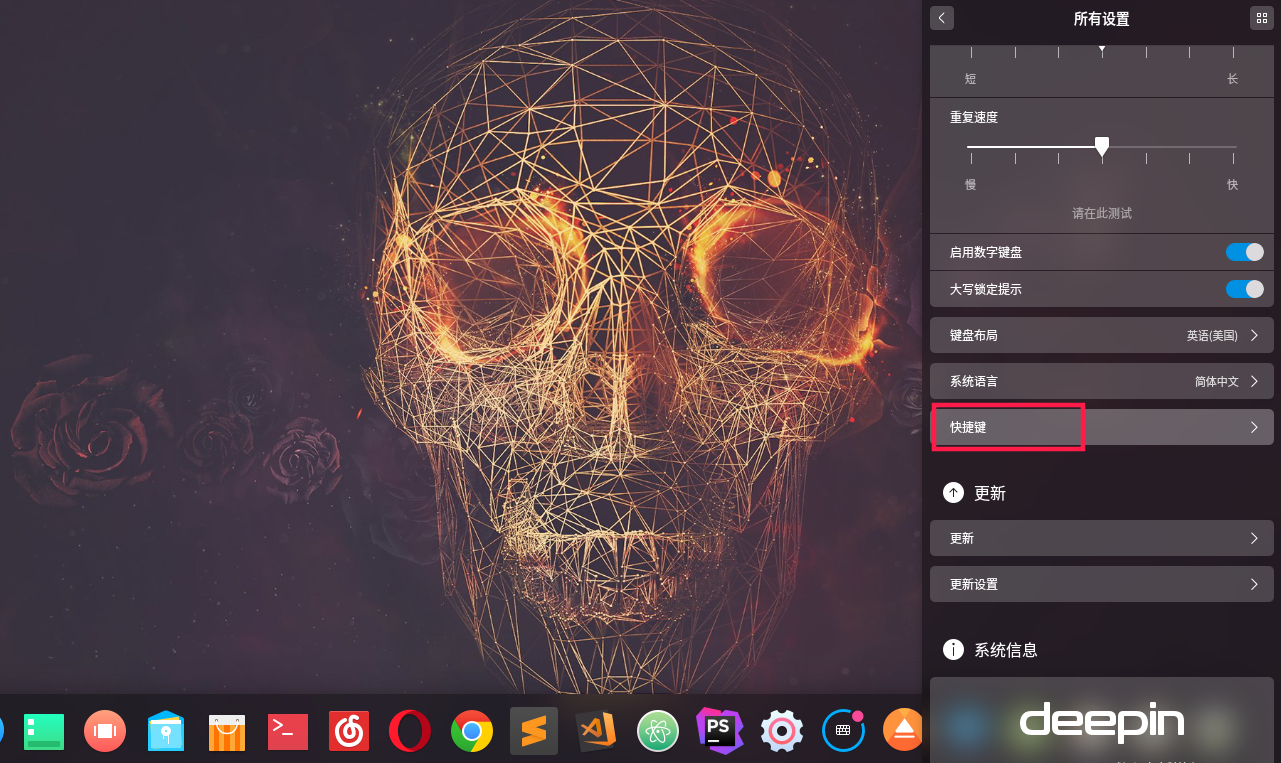 所有设置
短 长
重复速度
慢 快
请在此测试
启用数字键盘
大写锁定提示
键盘布局 英语(美国)
系统语言 简体中文
快捷键
更新
更新
更新设置
系统信息
deepin
>_
PS